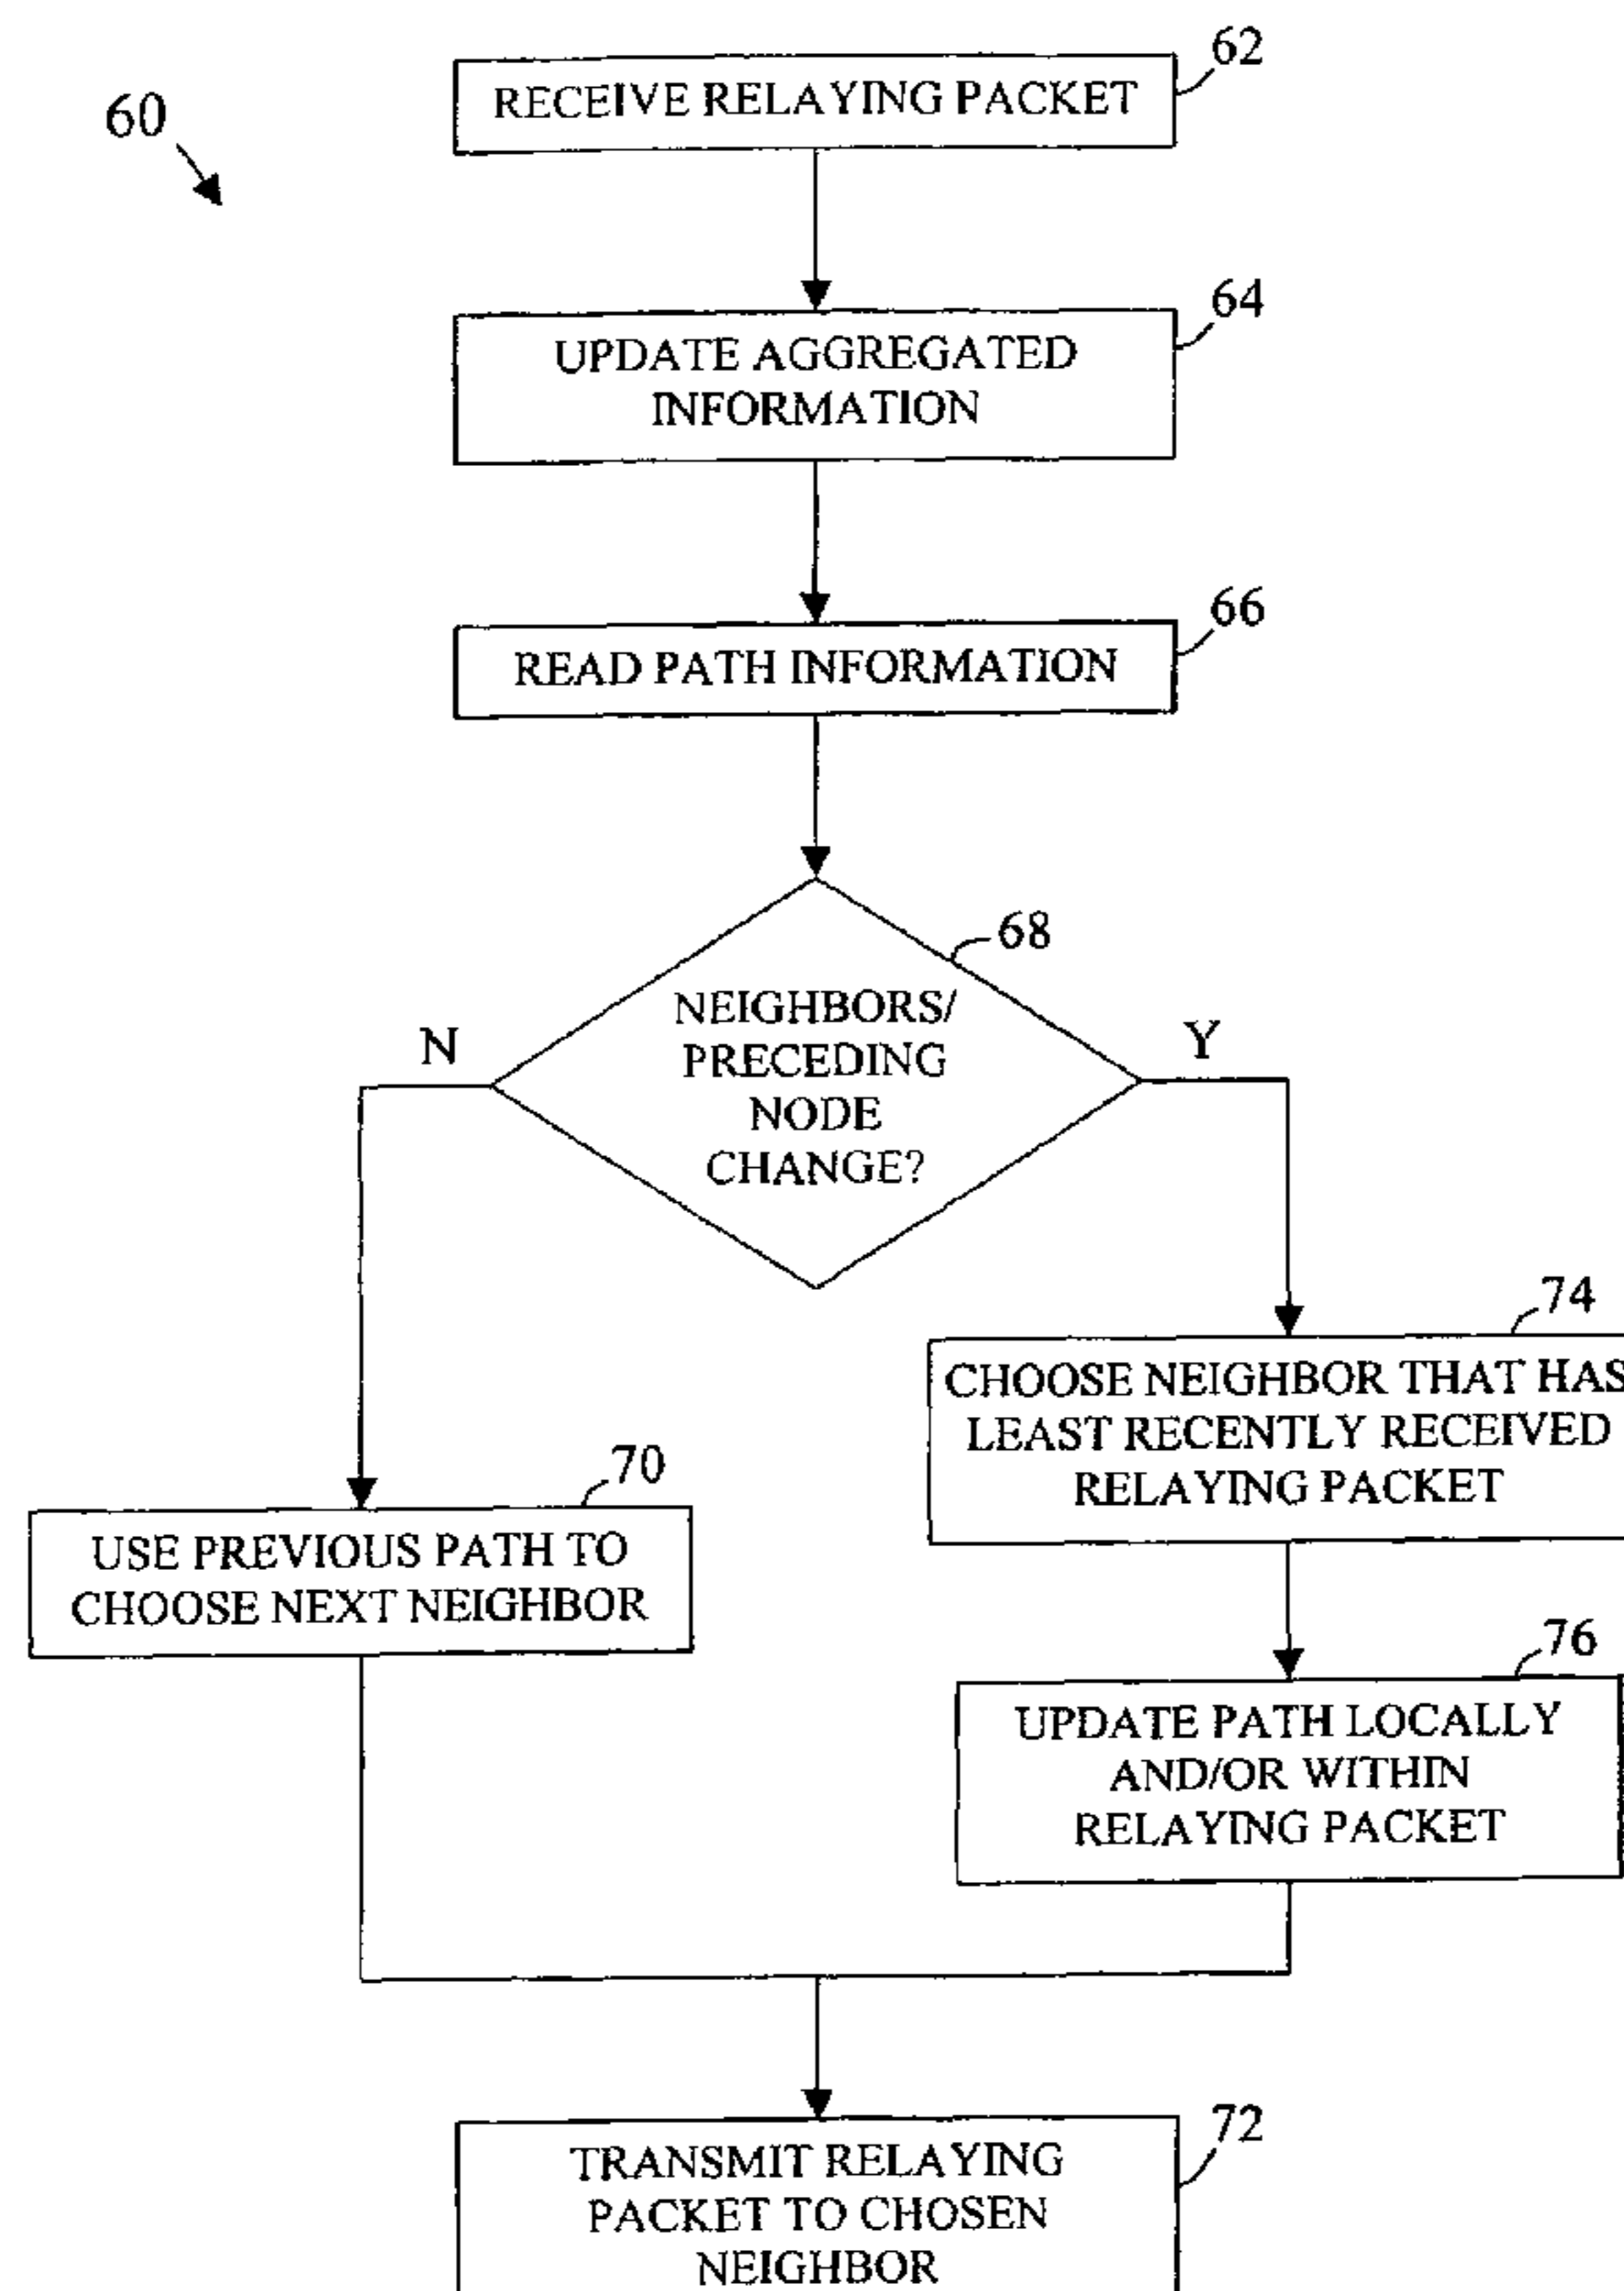 60
62
RECEIVE RELAYING PACKET
64
UPDATE AGGREGATED
INFORMATION
66
READ PATH INFORMATION
68
NEIGHBORS/
PRECEDING
NODE
CHANGE?
N
Y
74
CHOOSE NEIGHBOR THAT HAS
LEAST RECENTLY RECEIVED
RELAYING PACKET
70
USE PREVIOUS PATH TO
CHOOSE NEXT NEIGHBOR
76
UPDATE PATH LOCALLY
AND/OR WITHIN
RELAYING PACKET
72
TRANSMIT RELAYING
PACKET TO CHOSEN
NEIGHBOR